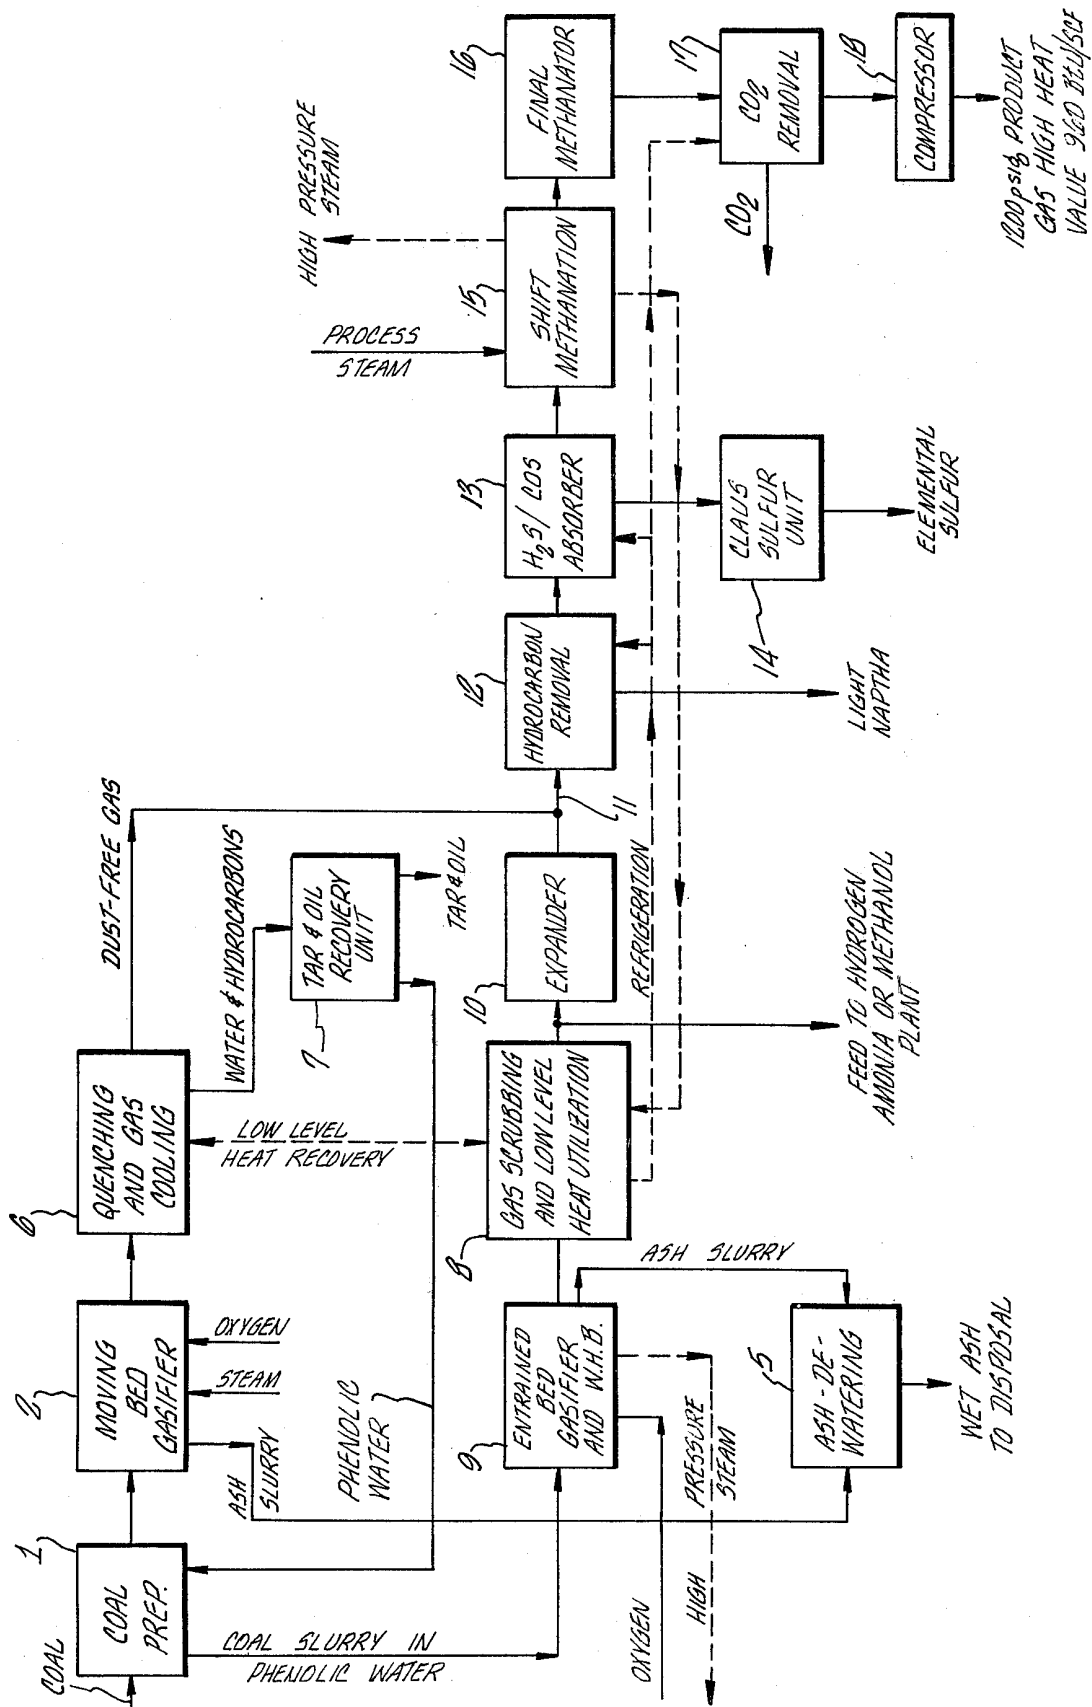 COAL
1
COAL
PREP.
2
MOVING
BED
GASIFIER
OXYGEN
STEAM
ASH
SLURRY
6
QUENCHING
AND GAS
COOLING
DUST-FREE GAS
WATER & HYDROCARBONS
7
TAR & OIL
RECOVERY
UNIT
TAR & OIL
LOW LEVEL
HEAT RECOVERY
PHENOLIC
WATER
COAL SLURRY IN
PHENOLIC WATER
9
ENTRAINED
BED
GASIFIER
AND W.H.B.
OXYGEN
HIGH PRESSURE
STEAM
ASH SLURRY
5
ASH-DE-
WATERING
WET ASH
TO DISPOSAL
8
GAS SCRUBBING
AND LOW LEVEL
HEAT UTILIZATION
10
EXPANDER
REFRIGERATION
FEED TO HYDROGEN
AMONIA OR METHANOL
PLANT
11
12
HYDROCARBON
REMOVAL
LIGHT
NAPTHA
13
H2S/COS
ABSORBER
14
CLAUS
SULFUR
UNIT
ELEMENTAL
SULFUR
PROCESS
STEAM
15
SHIFT
METHANATION
HIGH PRESSURE
STEAM
16
FINAL
METHANATOR
17
CO2
REMOVAL
CO2
18
COMPRESSOR
1200 psig PRODUCT
GAS HIGH HEAT
VALUE 960 Btu/SCF